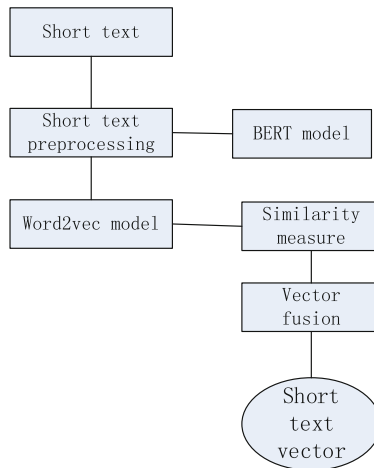 Short text
Short text
preprocessing
BERT model
Word2vec model
Similarity
measure
Vector
fusion
Short
text
vector